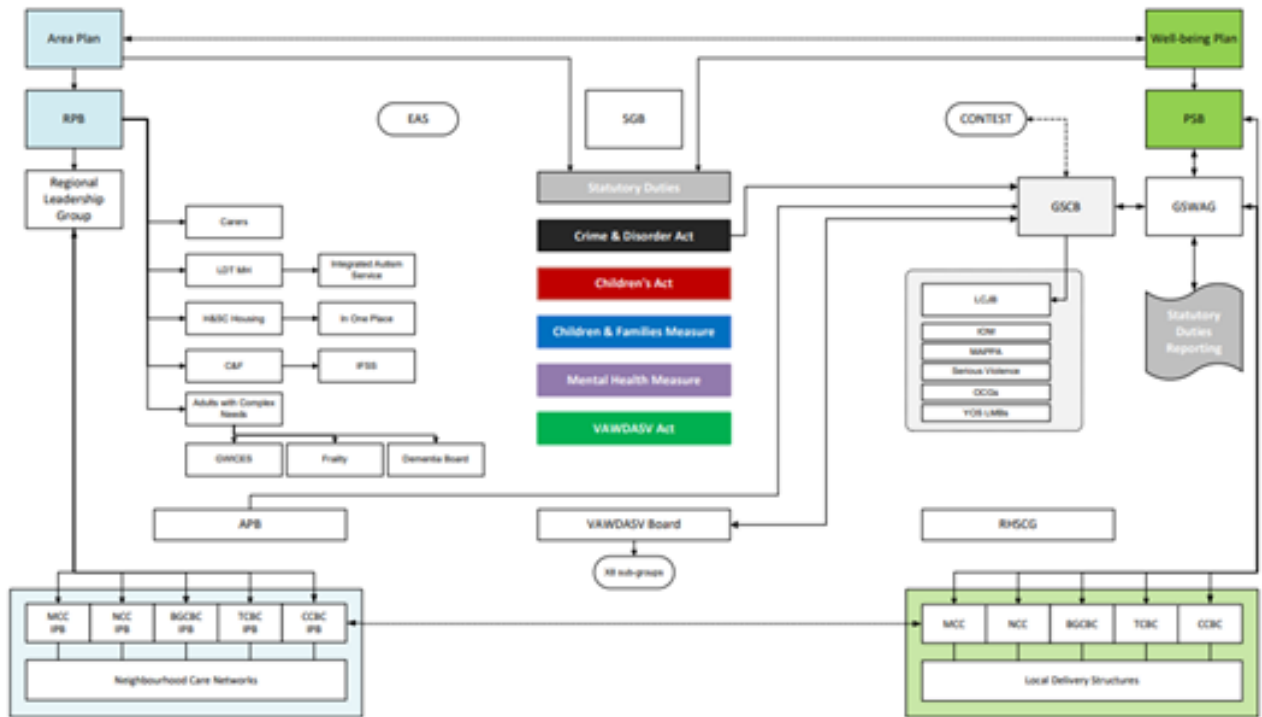 Area Plan
Well-being Plan
RPB
EAS
SGB
CONTEST
PSB
Regional
Leadership
Group
Statutory Duties
GSCB
GSWAG
Carers
Crime & Disorder Act
LDT MH
Integrated Autism
Service
Children's Act
LCJB
H&SC Housing
In One Place
Children & Families Measure
IOM
MAPPA
Statutory
Duties
Reporting
C&F
IFSS
Mental Health Measure
Serious Violence
OCGs
YOS LMBs
Adults with Complex
Needs
VAWDASV Act
GWICES
Frailty
Dementia Board
APB
VAWDASV Board
RHSCG
X8 sub-groups
MCC
IPB
NCC
IPB
BGCBC
IPB
TCBC
IPB
CCBC
IPB
MCC
NCC
BGCBC
TCBC
CCBC
Neighbourhood Care Networks
Local Delivery Structures